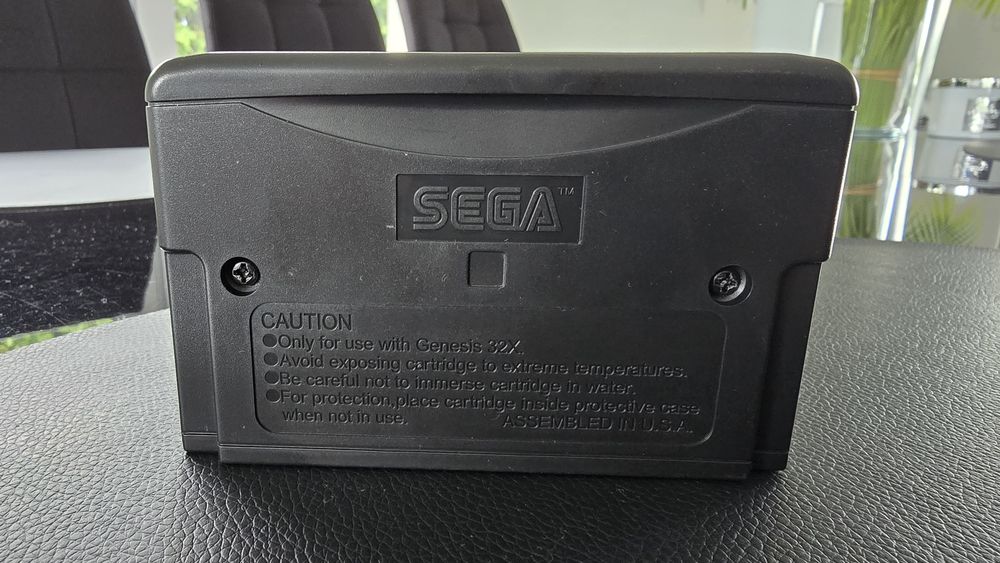 SEGA™
CAUTION
●Only for use with Genesis 32X.
●Avoid exposing cartridge to extreme temperatures.
●Be careful not to immerse cartridge in water.
●For protection,place cartridge inside protective case
when not in use. ASSEMBLED IN U.S.A.